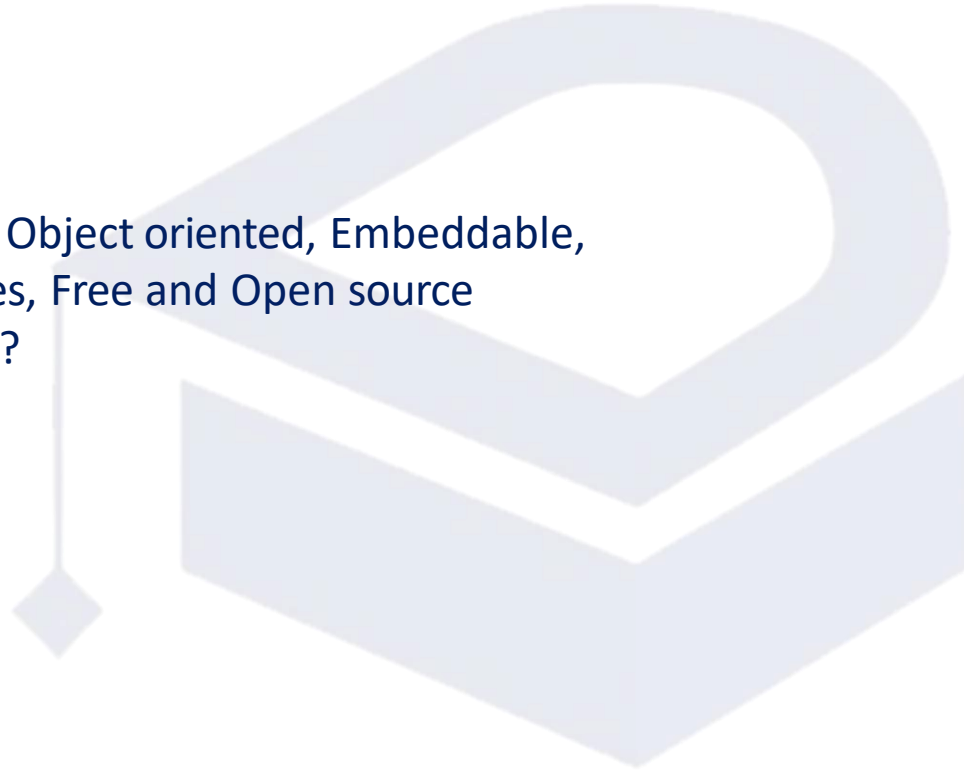 Object oriented, Embeddable,
es, Free and Open source
?